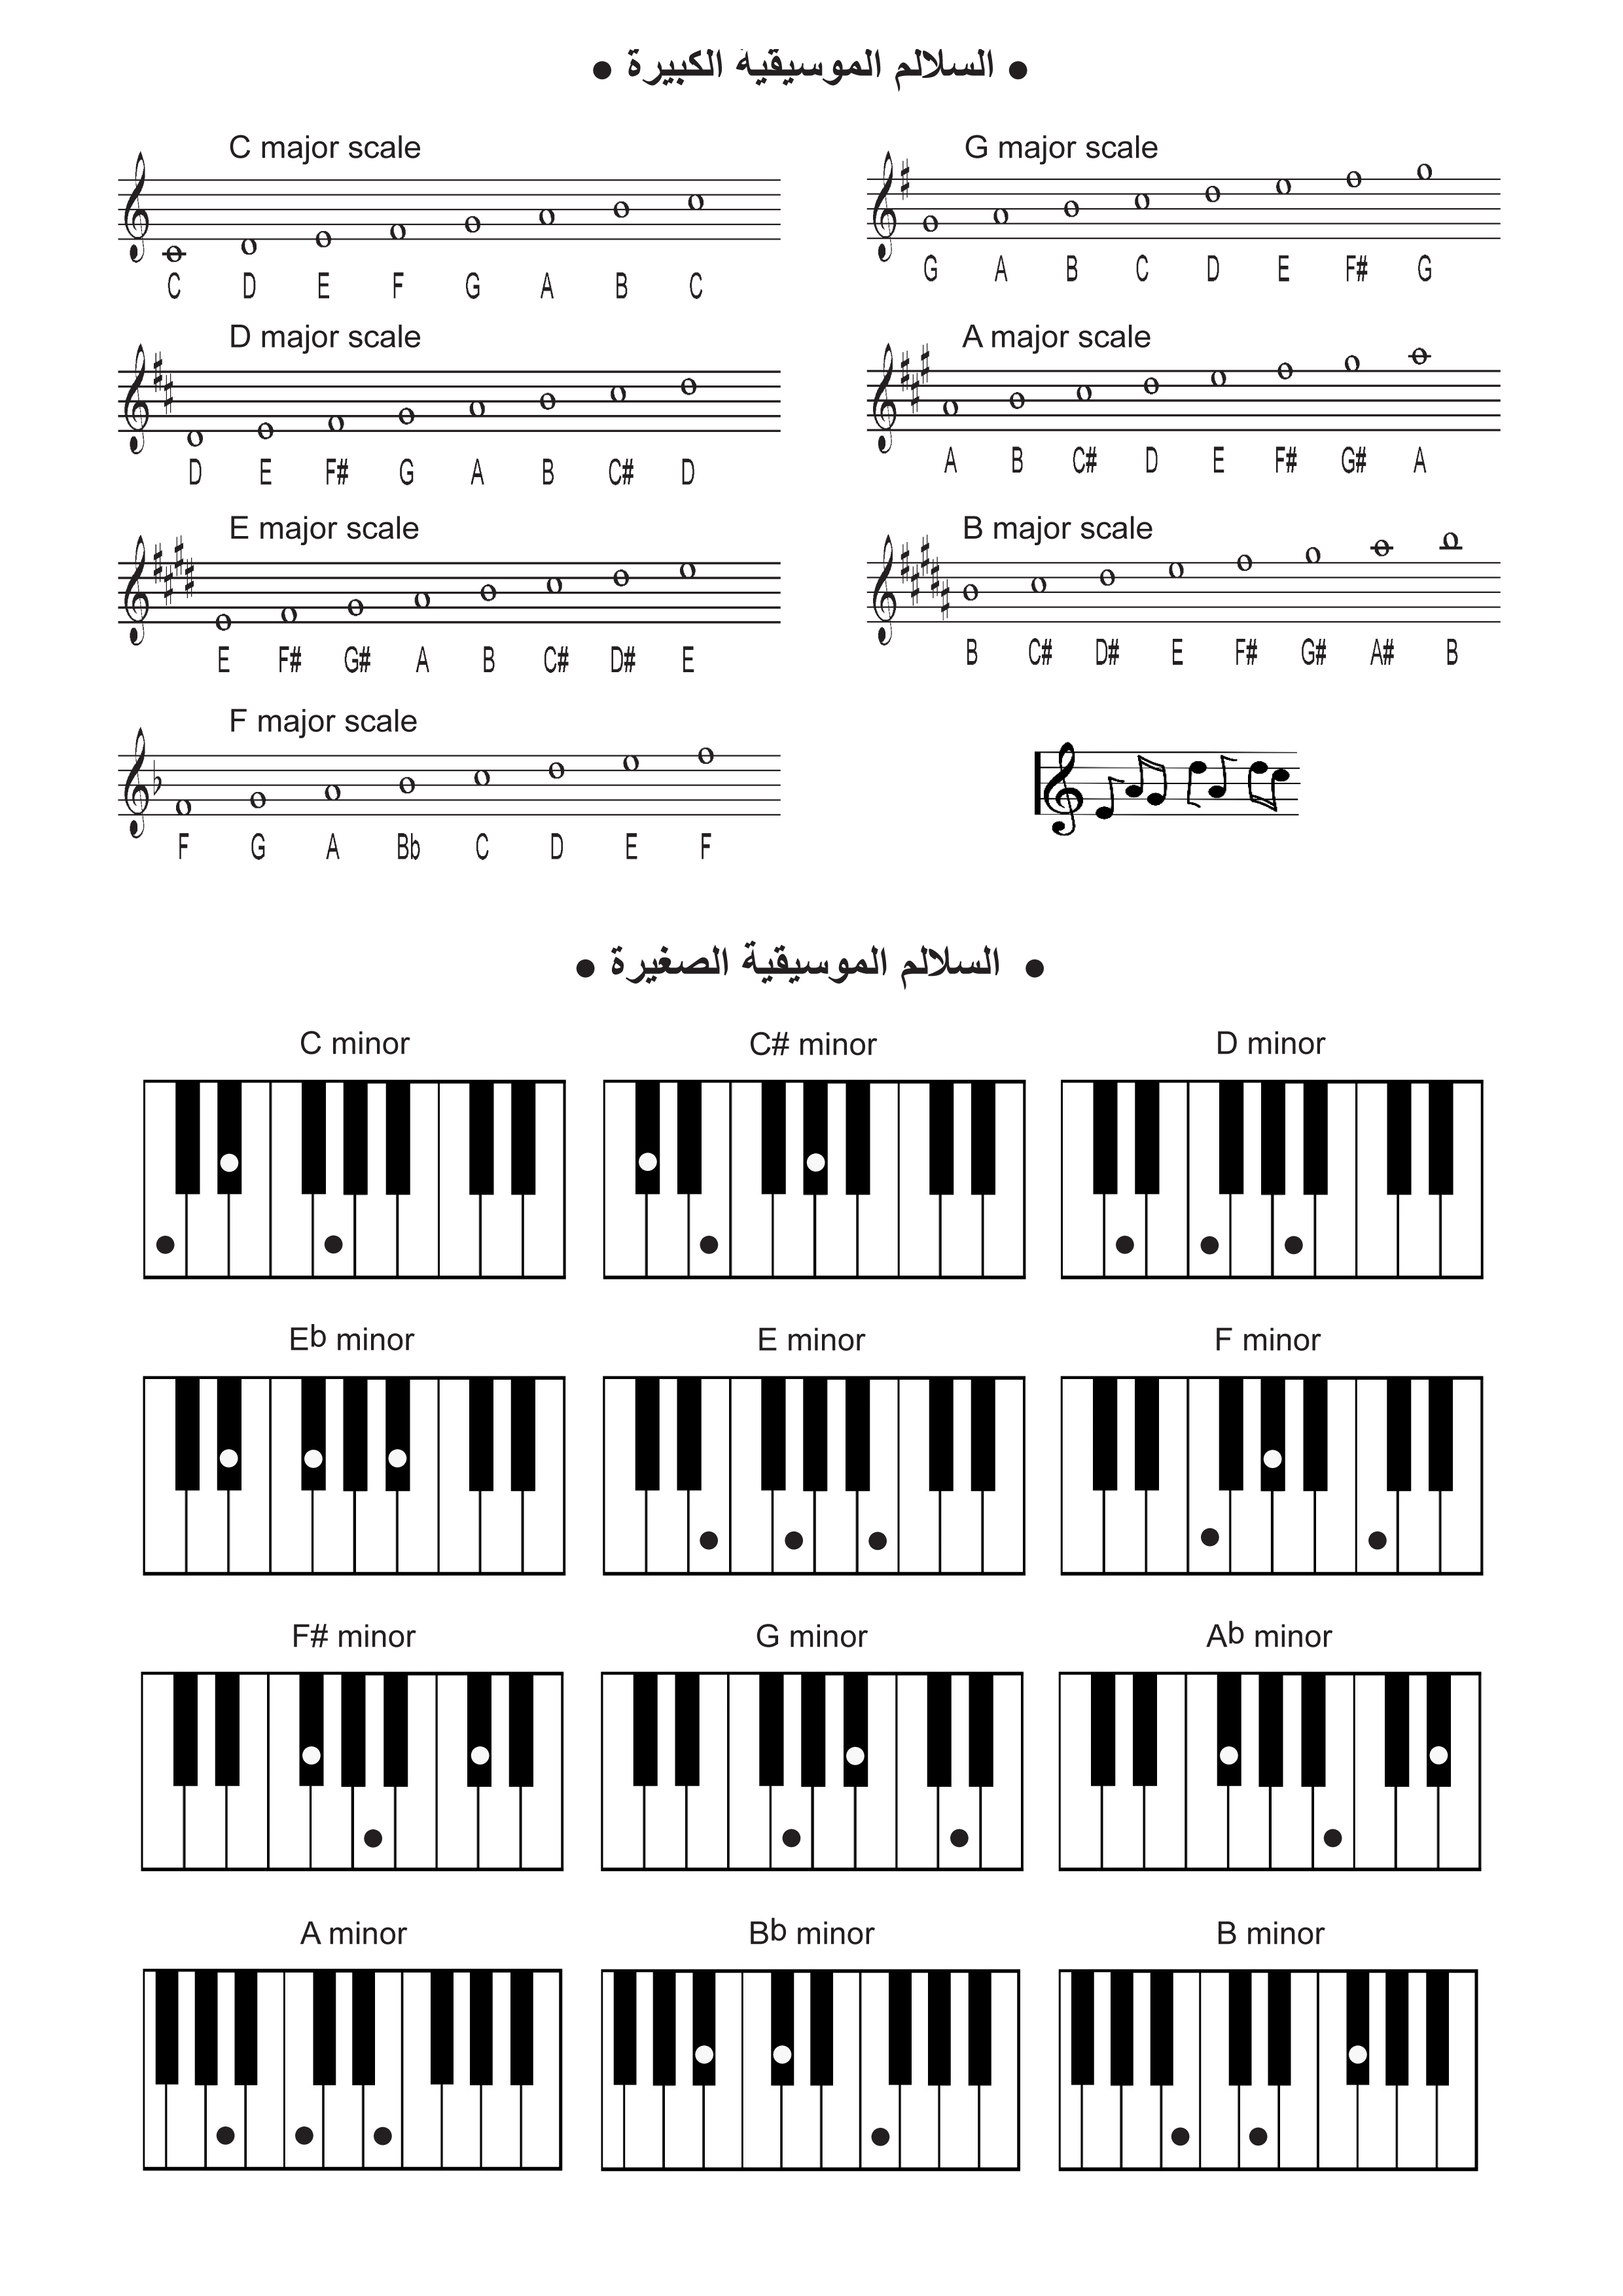 • السلالم الموسيقية الكبيرة •
C major scale
C D E F G A B C
G major scale
G A B C D E F# G
D major scale
D E F# G A B C# D
A major scale
A B C# D E F# G# A
E major scale
E F# G# A B C# D# E
B major scale
B C# D# E F# G# A# B
F major scale
F G A Bb C D E F
• السلالم الموسيقية الصغيرة •
C minor
C# minor
D minor
Eb minor
E minor
F minor
F# minor
G minor
Ab minor
A minor
Bb minor
B minor